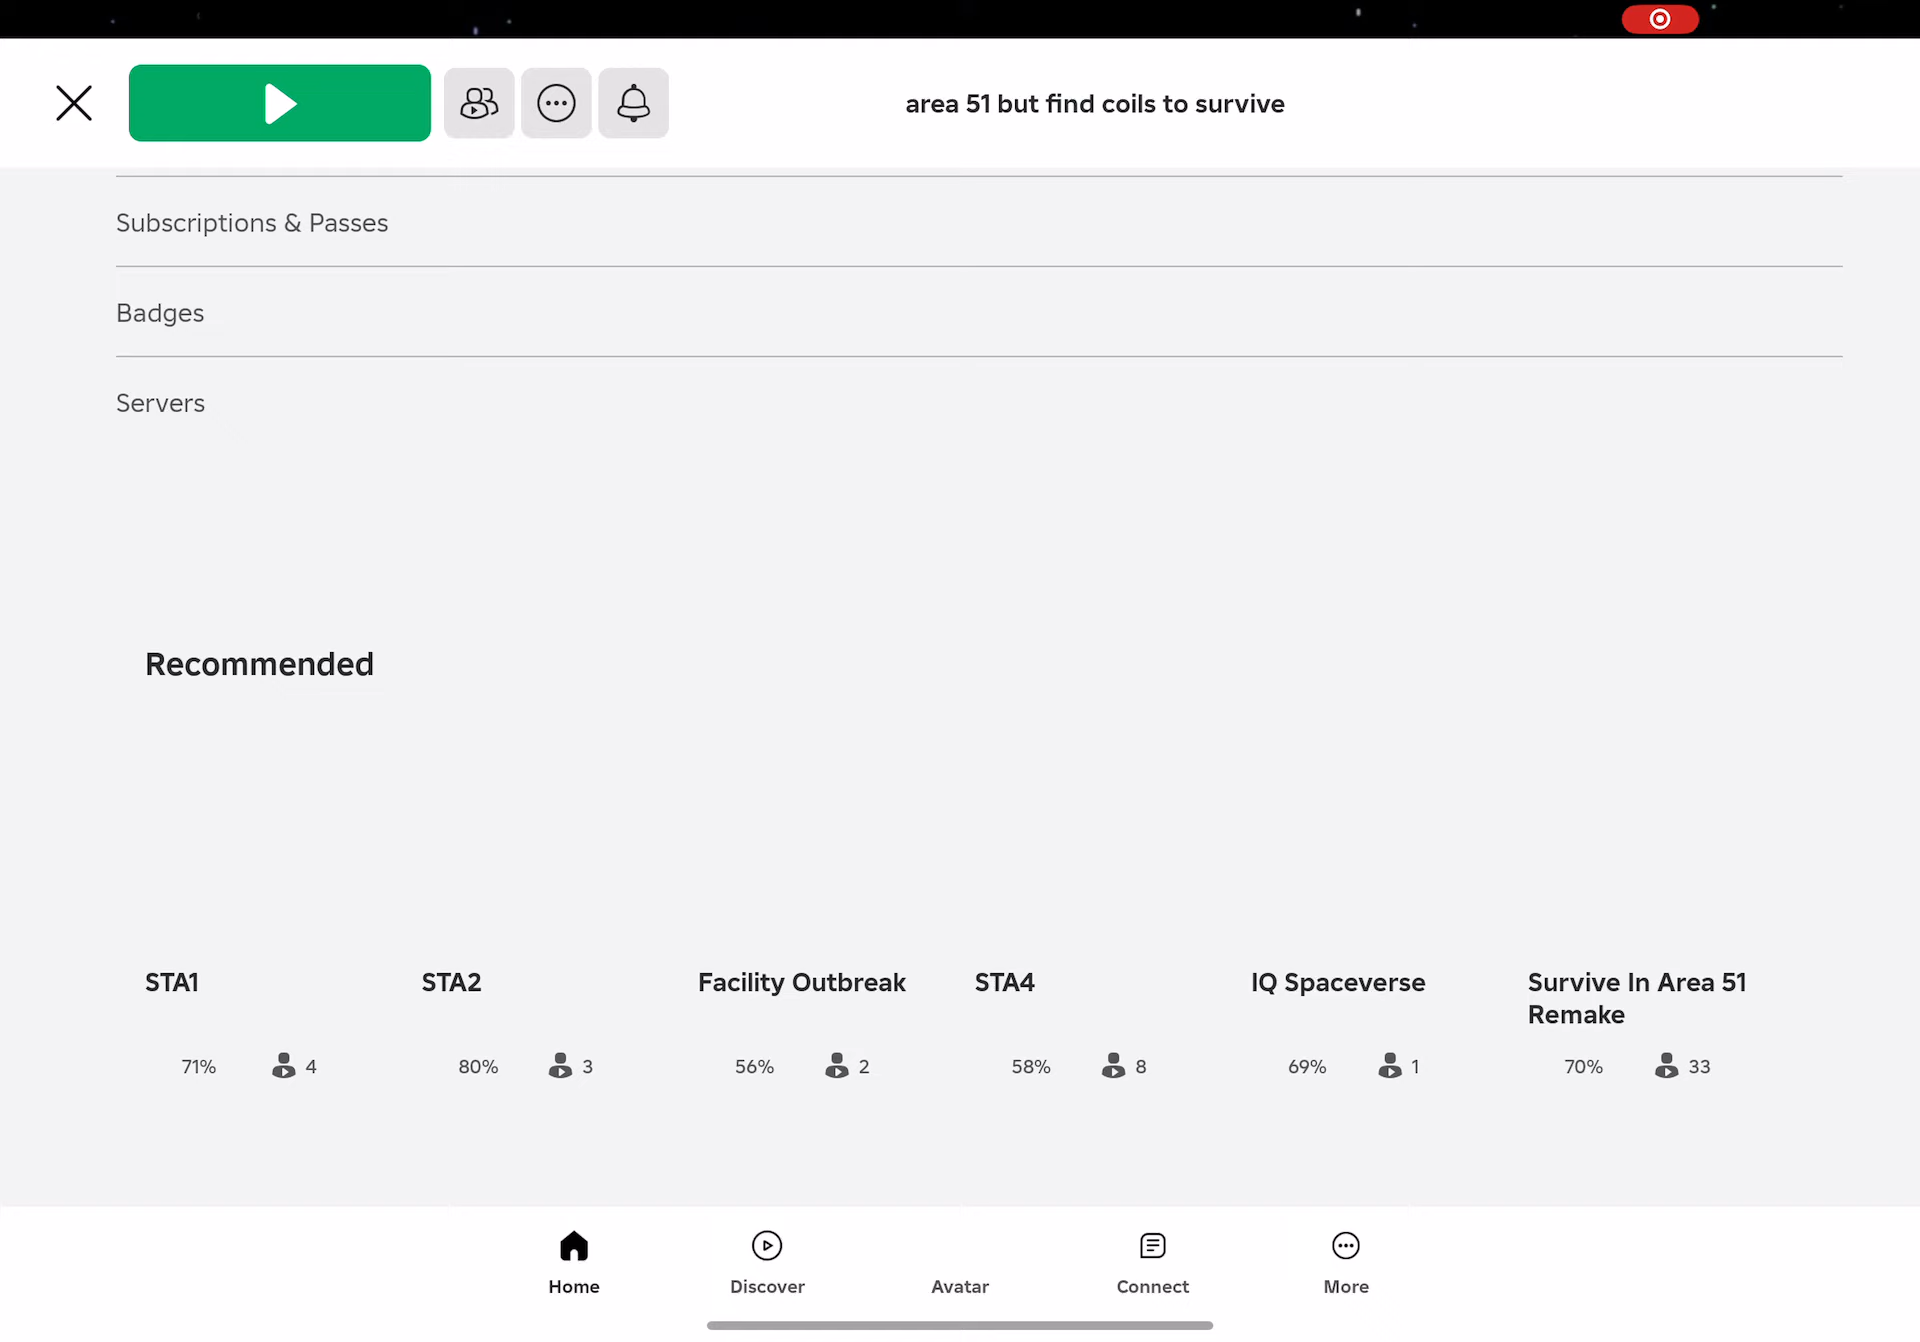 area 51 but find coils to survive
Subscriptions & Passes
Badges
Servers
Recommended
STA1
STA2
Facility Outbreak
STA4
IQ Spaceverse
Survive In Area 51
Remake
71% 4
80% 3
56% 2
58% 8
69% 1
70% 33
Home
Discover
Avatar
Connect
More